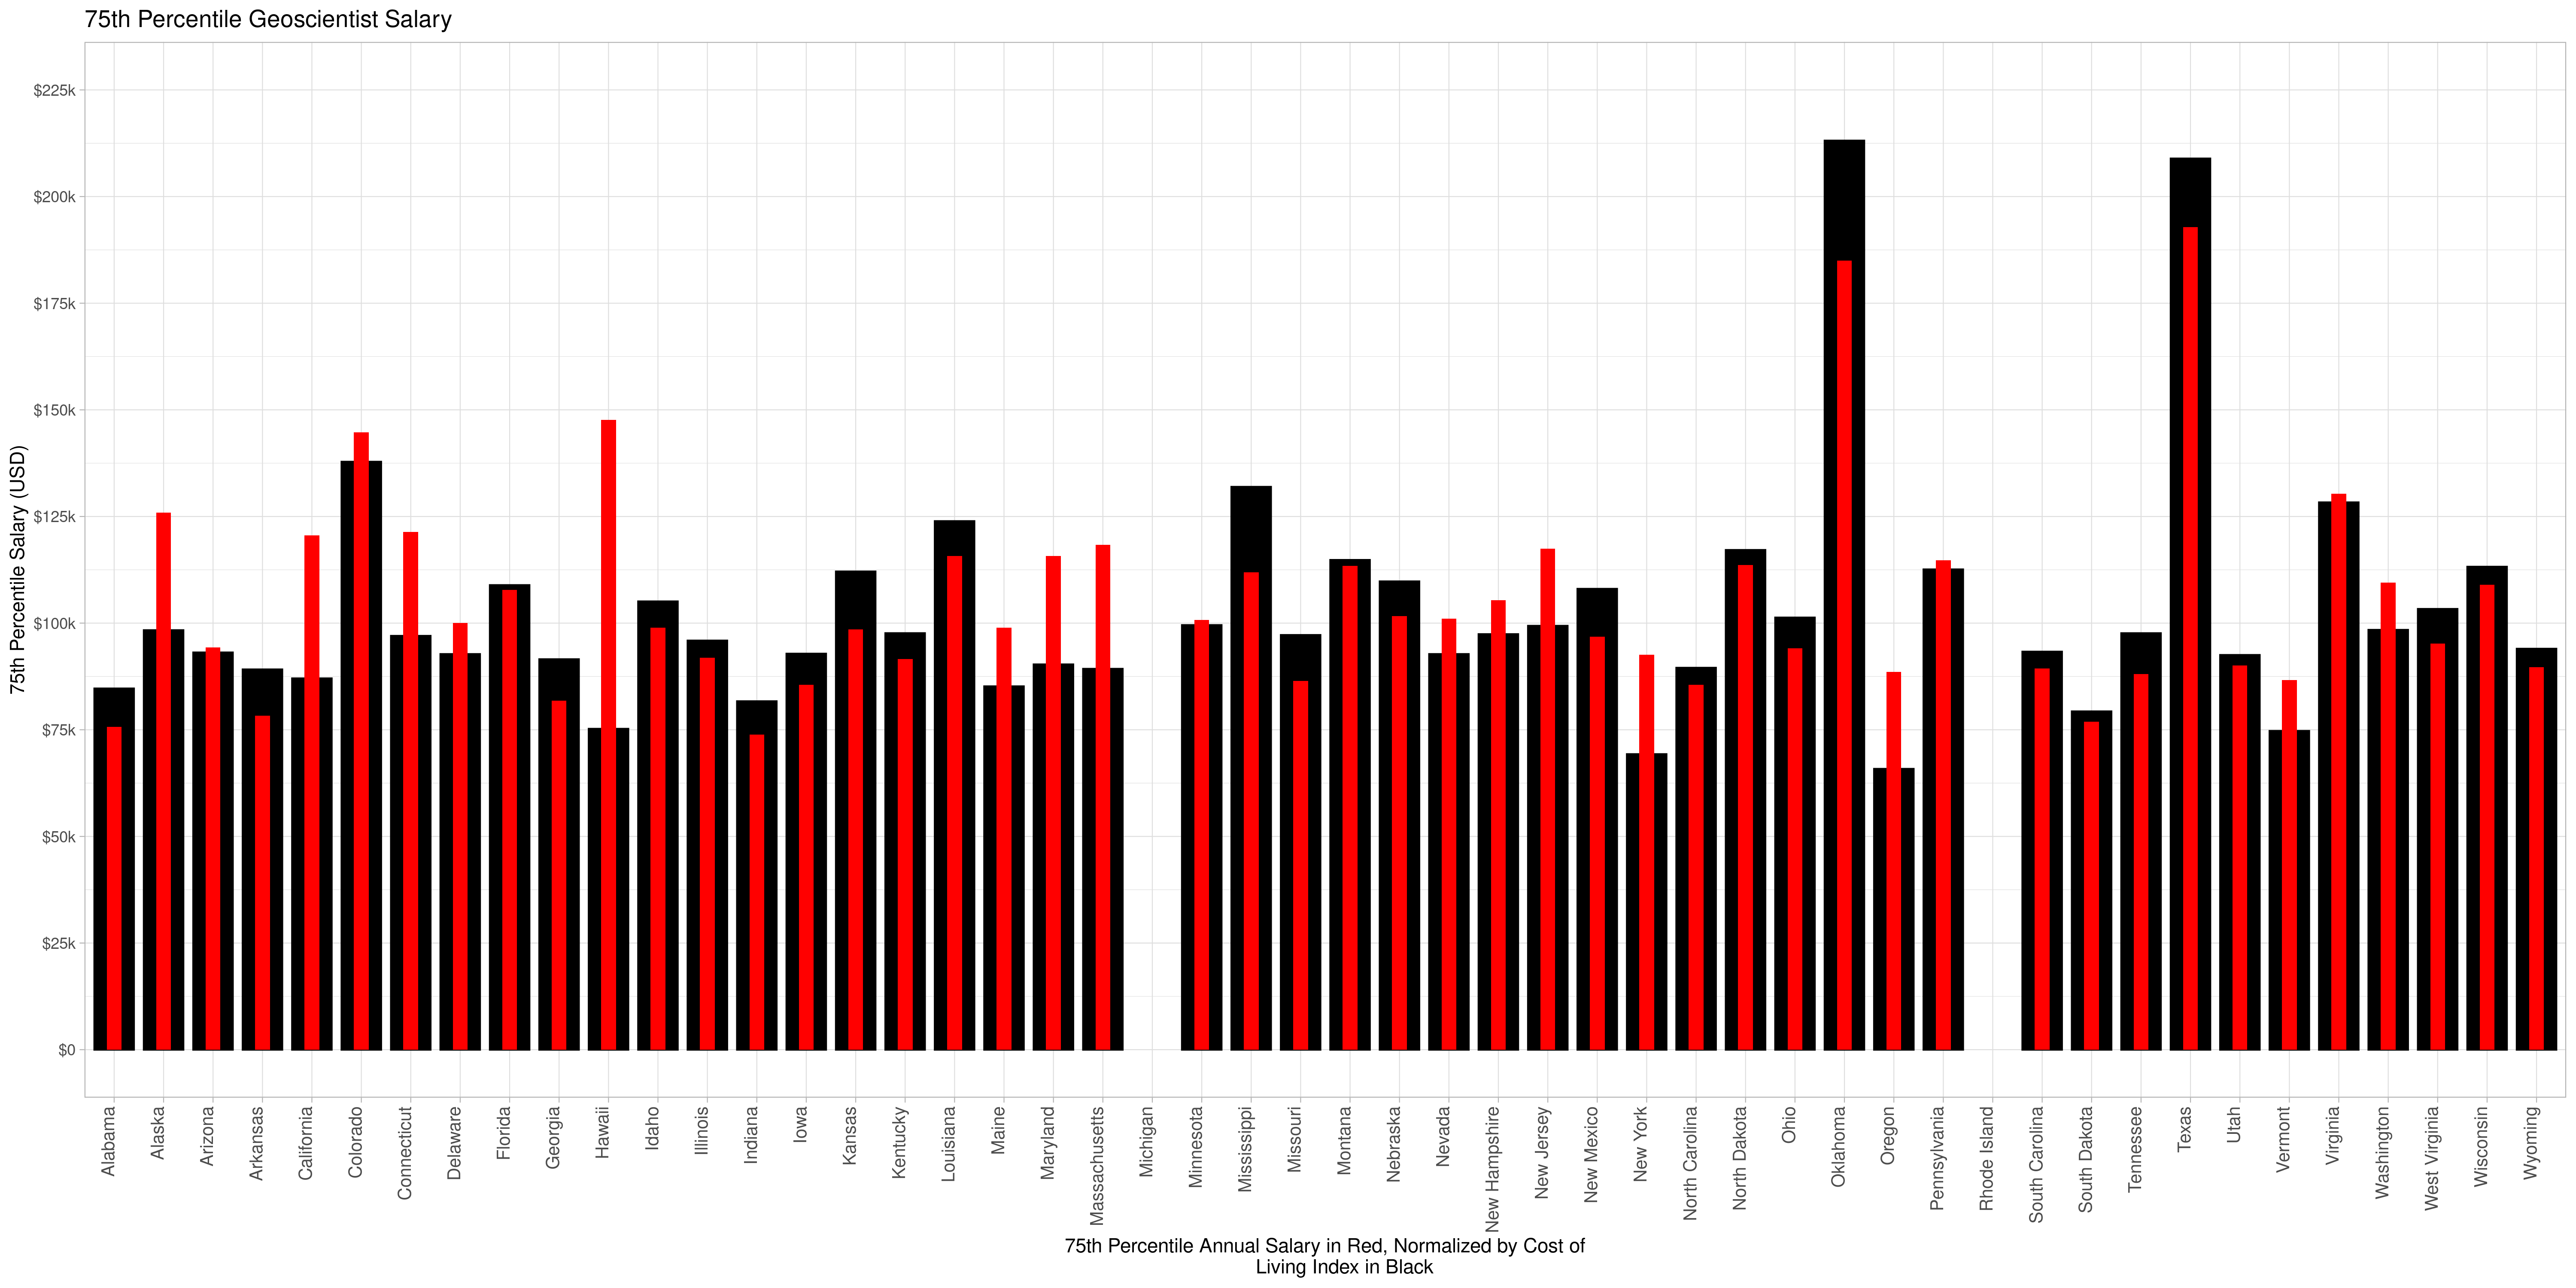 75th Percentile Geoscientist Salary
75th Percentile Salary (USD)
$225k
$200k
$175k
$150k
$125k
$100k
$75k
$50k
$25k
$0
Alabama
Alaska
Arizona
Arkansas
California
Colorado
Connecticut
Delaware
Florida
Georgia
Hawaii
Idaho
Illinois
Indiana
Iowa
Kansas
Kentucky
Louisiana
Maine
Maryland
Massachusetts
Michigan
Minnesota
Mississippi
Missouri
Montana
Nebraska
Nevada
New Hampshire
New Jersey
New Mexico
New York
North Carolina
North Dakota
Ohio
Oklahoma
Oregon
Pennsylvania
Rhode Island
South Carolina
South Dakota
Tennessee
Texas
Utah
Vermont
Virginia
Washington
West Virginia
Wisconsin
Wyoming
75th Percentile Annual Salary in Red, Normalized by Cost of
Living Index in Black